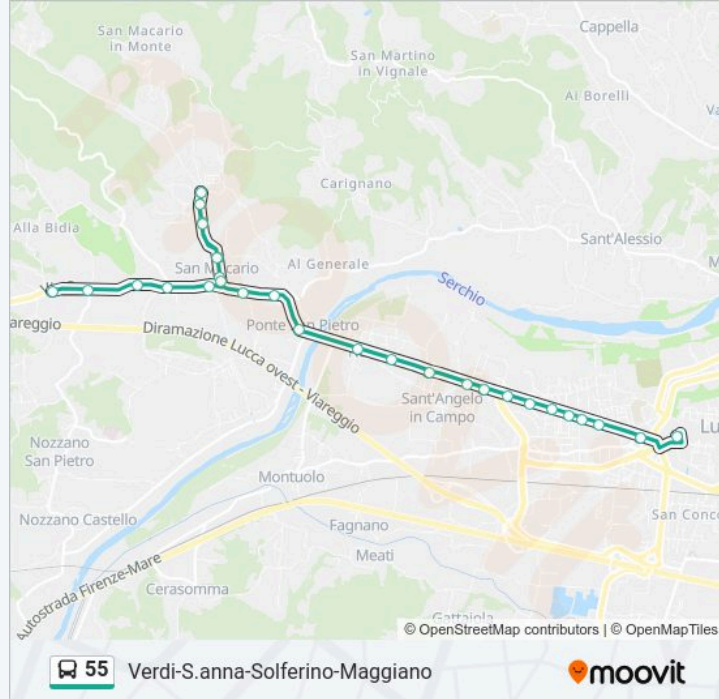 San Macario
in Monte
Cappella
San Martino
in Vignale
Ai Borelli
Va
Carignano
Alla Bidia
Sant'Alessio
M
San Macario
Al Generale
Serchio
areggio
Ponte San Pietro
Diramazione Lucca ovest - Viareggio
Sant'Angelo
in Campo
Lu
Nozzano
San Pietro
Montuolo
Nozzano Castello
Fagnano
San Conc
Meati
Autostrada Firenze-Mare
Cerasomma
Gattaiola
© OpenStreetMap contributors | © OpenMapTiles
55 Verdi-S.anna-Solferino-Maggiano
moovit